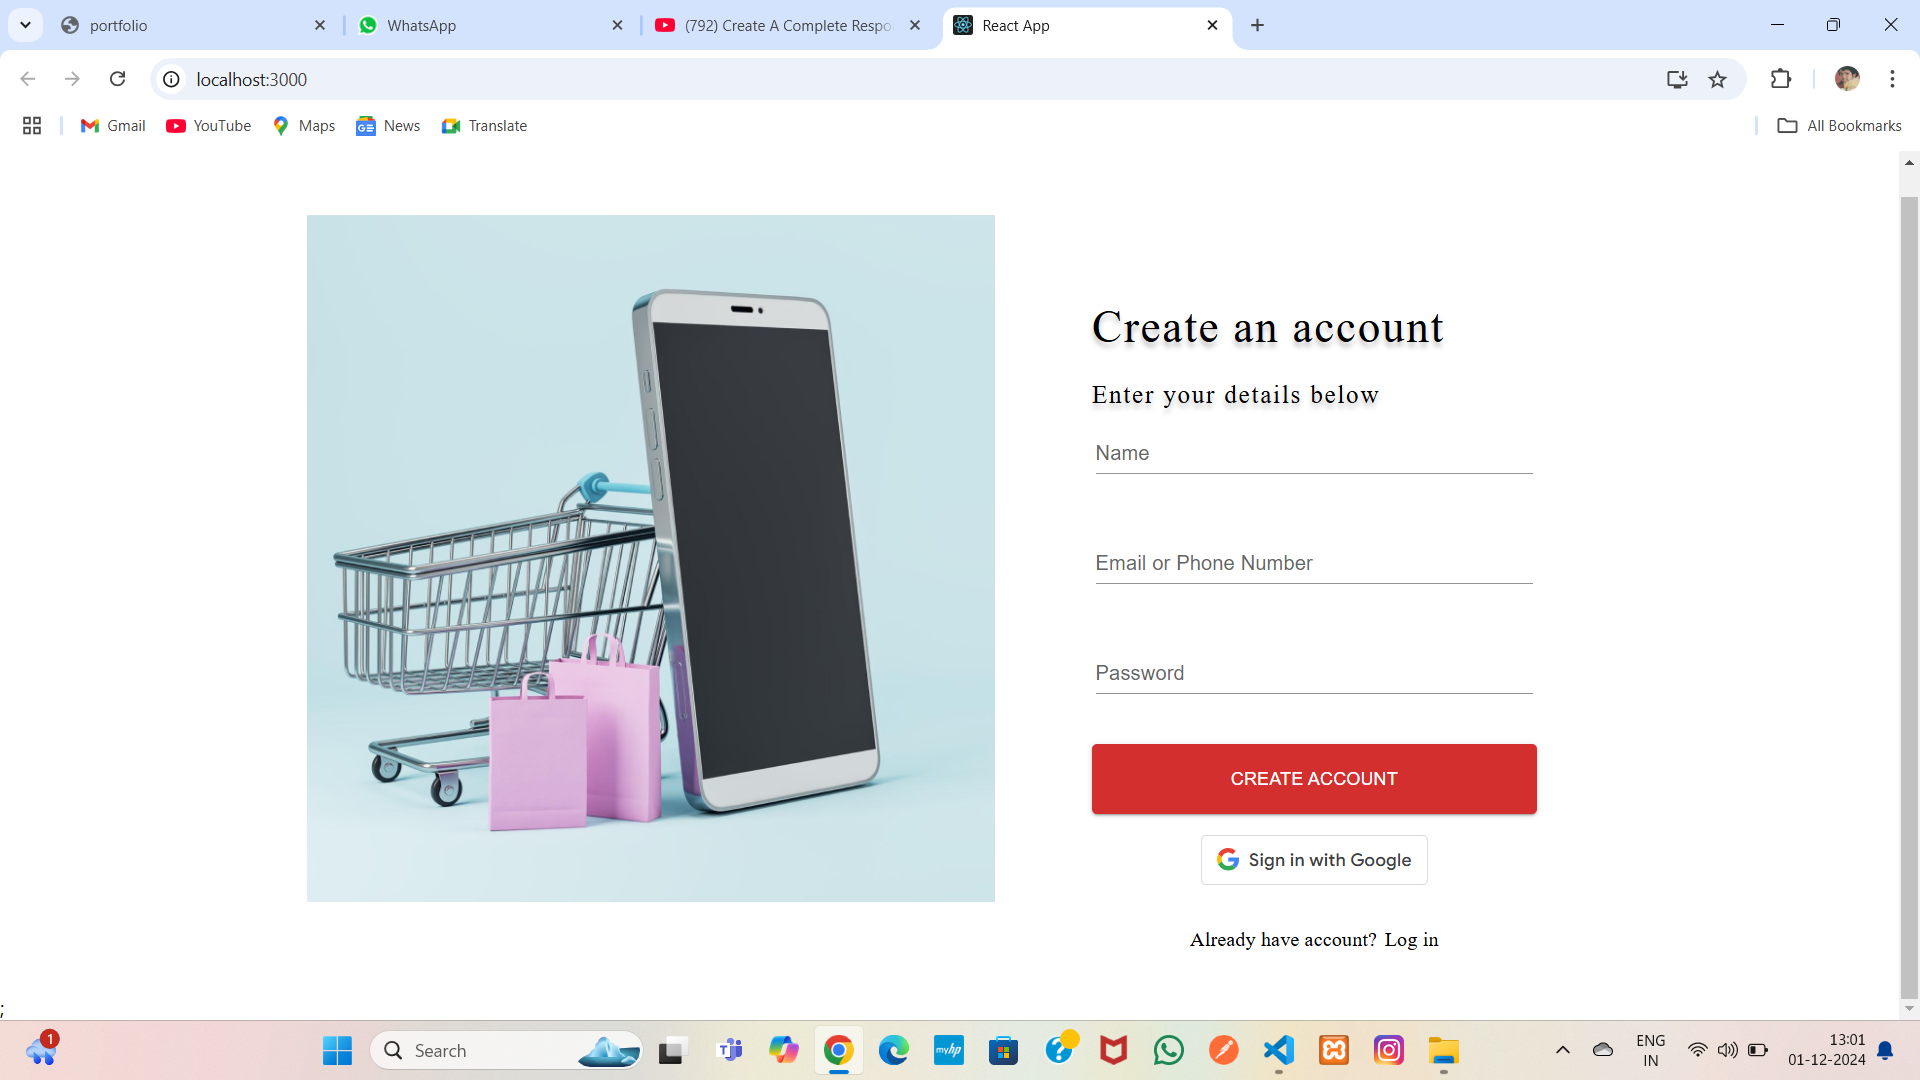 portfolio
WhatsApp
(792) Create A Complete Respo
React App
localhost:3000
Gmail
YouTube
Maps
News
Translate
All Bookmarks
Create an account
Enter your details below
Name
Email or Phone Number
Password
CREATE ACCOUNT
Sign in with Google
Already have account? Log in
;
1
Search
myhp
ENG
IN
13:01
01-12-2024